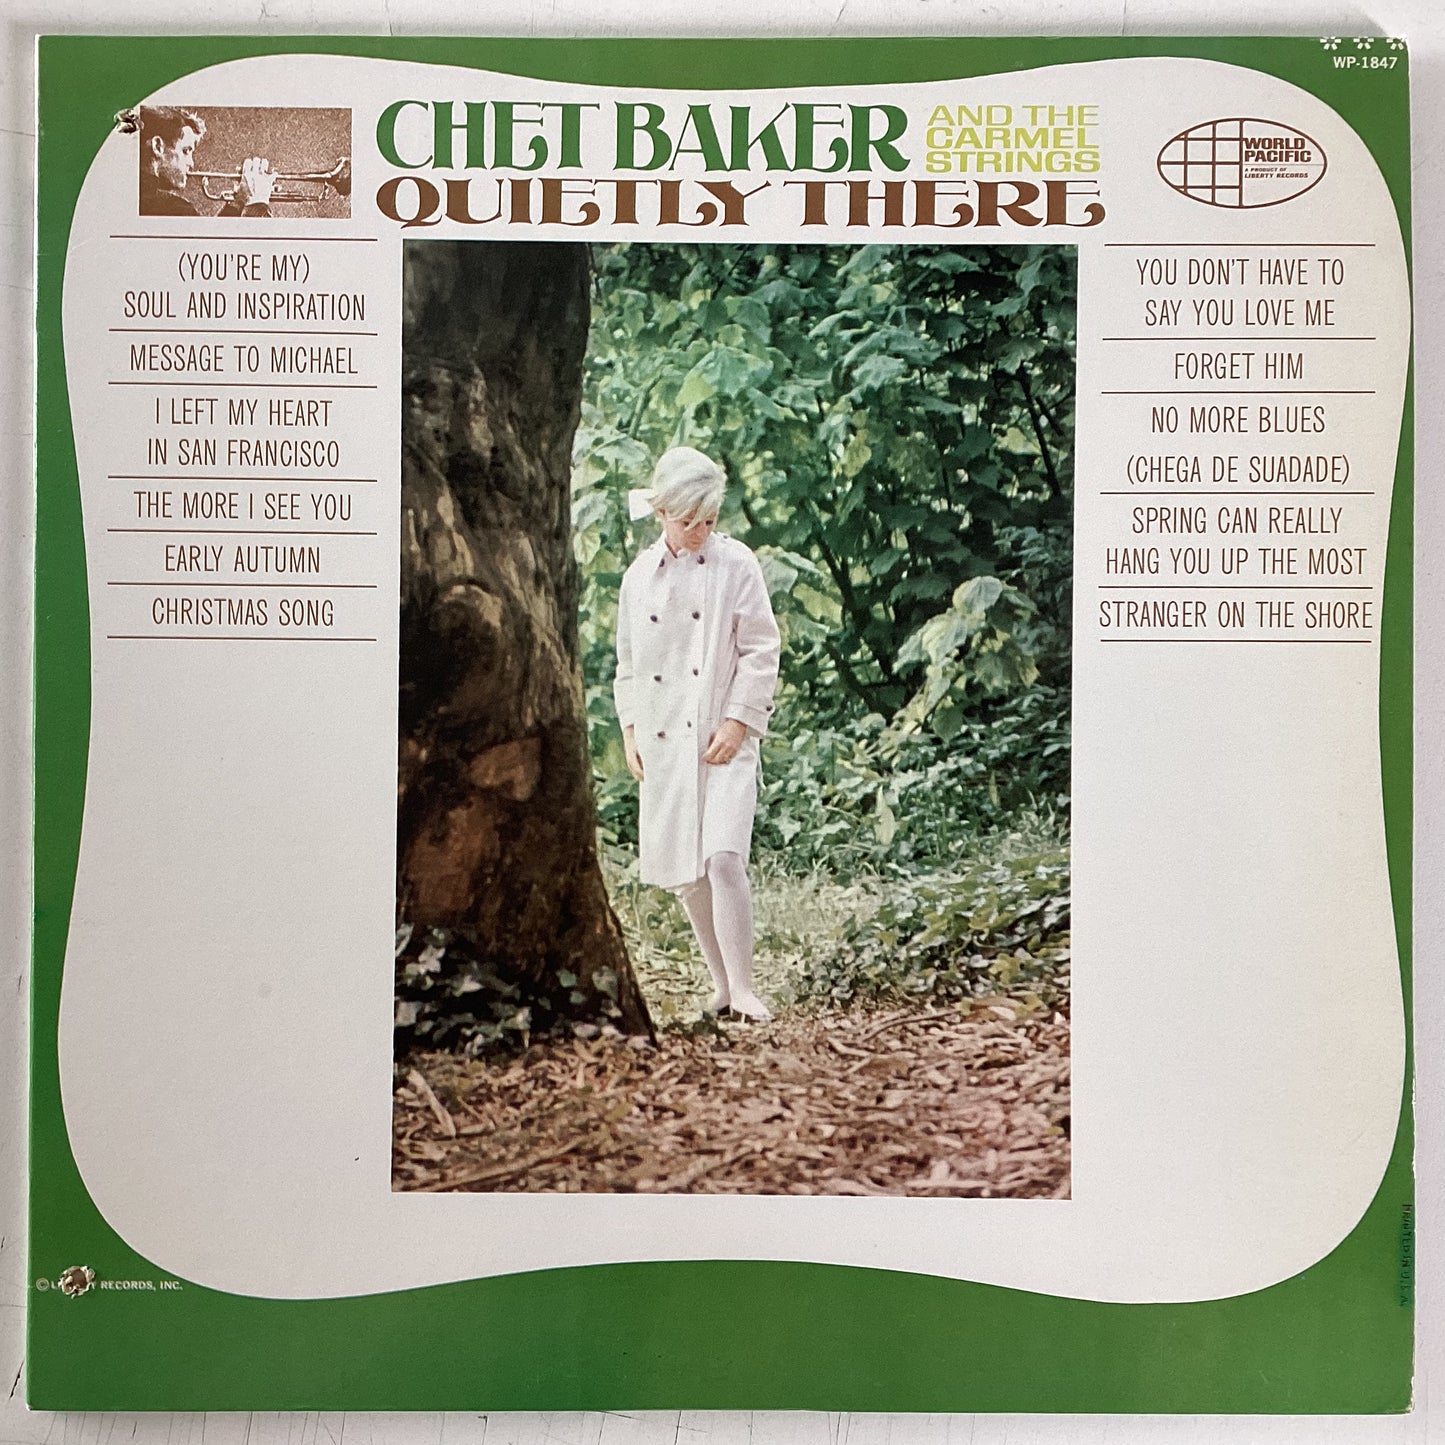 WP-1847
CHET BAKER
AND THE
CARMEL
STRINGS
QUIETLY THERE
WORLD
PACIFIC
A PRODUCT OF
LIBERTY RECORDS
(YOU'RE MY)
SOUL AND INSPIRATION
MESSAGE TO MICHAEL
I LEFT MY HEART
IN SAN FRANCISCO
THE MORE I SEE YOU
EARLY AUTUMN
CHRISTMAS SONG
YOU DON'T HAVE TO
SAY YOU LOVE ME
FORGET HIM
NO MORE BLUES
(CHEGA DE SUADADE)
SPRING CAN REALLY
HANG YOU UP THE MOST
STRANGER ON THE SHORE
PRINTED IN U.S.A.
© RECORDS, INC.